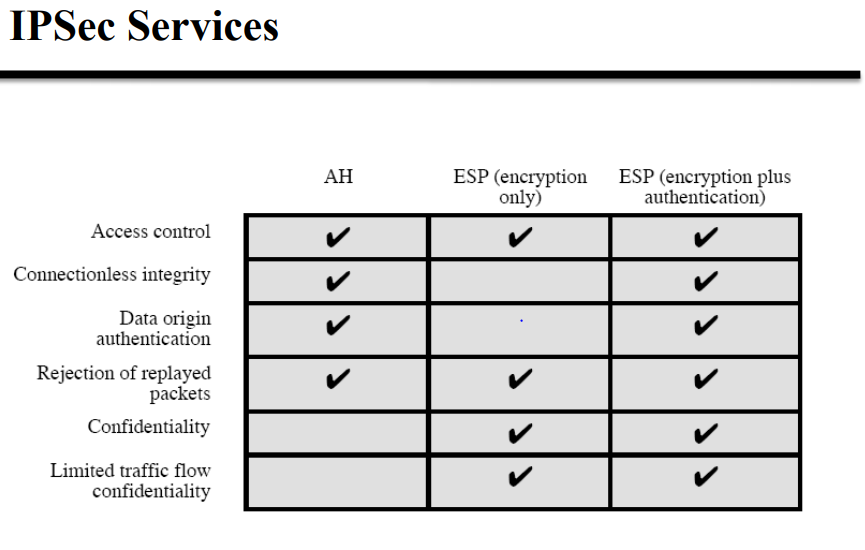 IPSec Services
AH
ESP (encryption
only)
ESP (encryption plus
authentication)
Access control
✔ ✔ ✔
Connectionless integrity
✔ ✔
Data origin
authentication
✔ ✔
Rejection of replayed
packets
✔ ✔ ✔
Confidentiality
✔ ✔
Limited traffic flow
confidentiality
✔ ✔